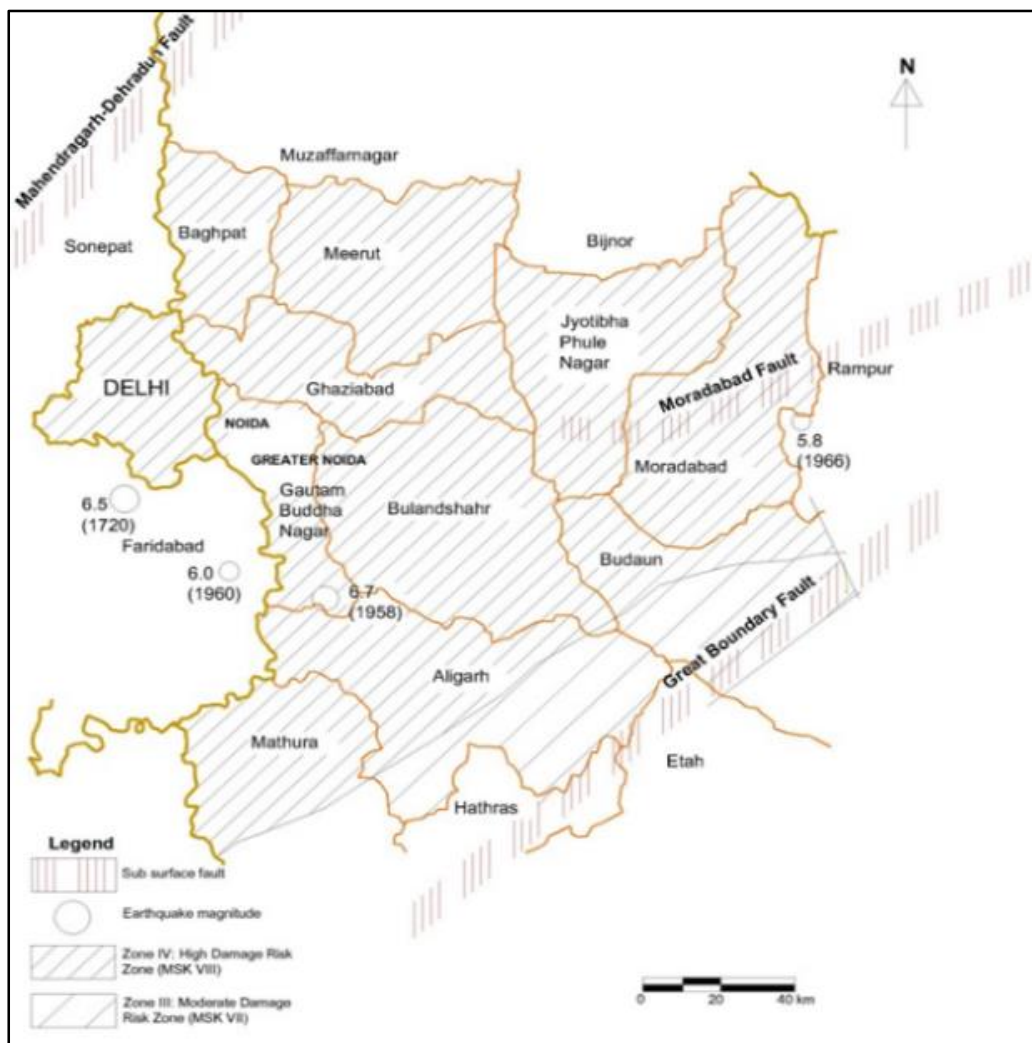 Mahendragarh-Dehradun Fault
N
Muzaffarnagar
Sonepat
Baghpat
Meerut
Bijnor
Jyotibha
Phule
Nagar
DELHI
Ghaziabad
Moradabad Fault
Rampur
NOIDA
GREATER NOIDA
5.8
(1966)
Moradabad
Gautam
Buddha
Nagar
Bulandshahr
6.5
(1720)
Faridabad
Budaun
6.0
(1960)
6.7
(1958)
Great Boundary Fault
Aligarh
Mathura
Etah
Hathras
Legend
Sub surface fault
Earthquake magnitude
Zone IV: High Damage Risk
Zone (MSK VIII)
Zone III: Moderate Damage
Risk Zone (MSK VII)
0 20 40 km